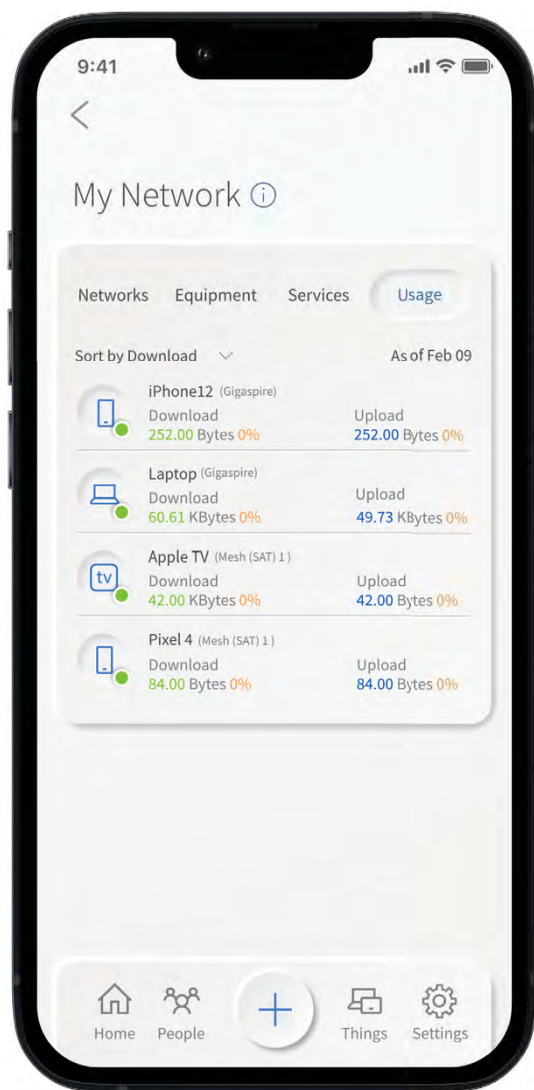 9:41
My Network
Networks Equipment Services Usage
Sort by Download As of Feb 09
iPhone12 (Gigaspire)
Download Upload
252.00 Bytes 0% 252.00 Bytes 0%
Laptop (Gigaspire)
Download Upload
60.61 KBytes 0% 49.73 KBytes 0%
Apple TV (Mesh (SAT) 1 )
tv
Download Upload
42.00 KBytes 0% 42.00 Bytes 0%
Pixel 4 (Mesh (SAT) 1 )
Download Upload
84.00 Bytes 0% 84.00 Bytes 0%
Home People Things Settings